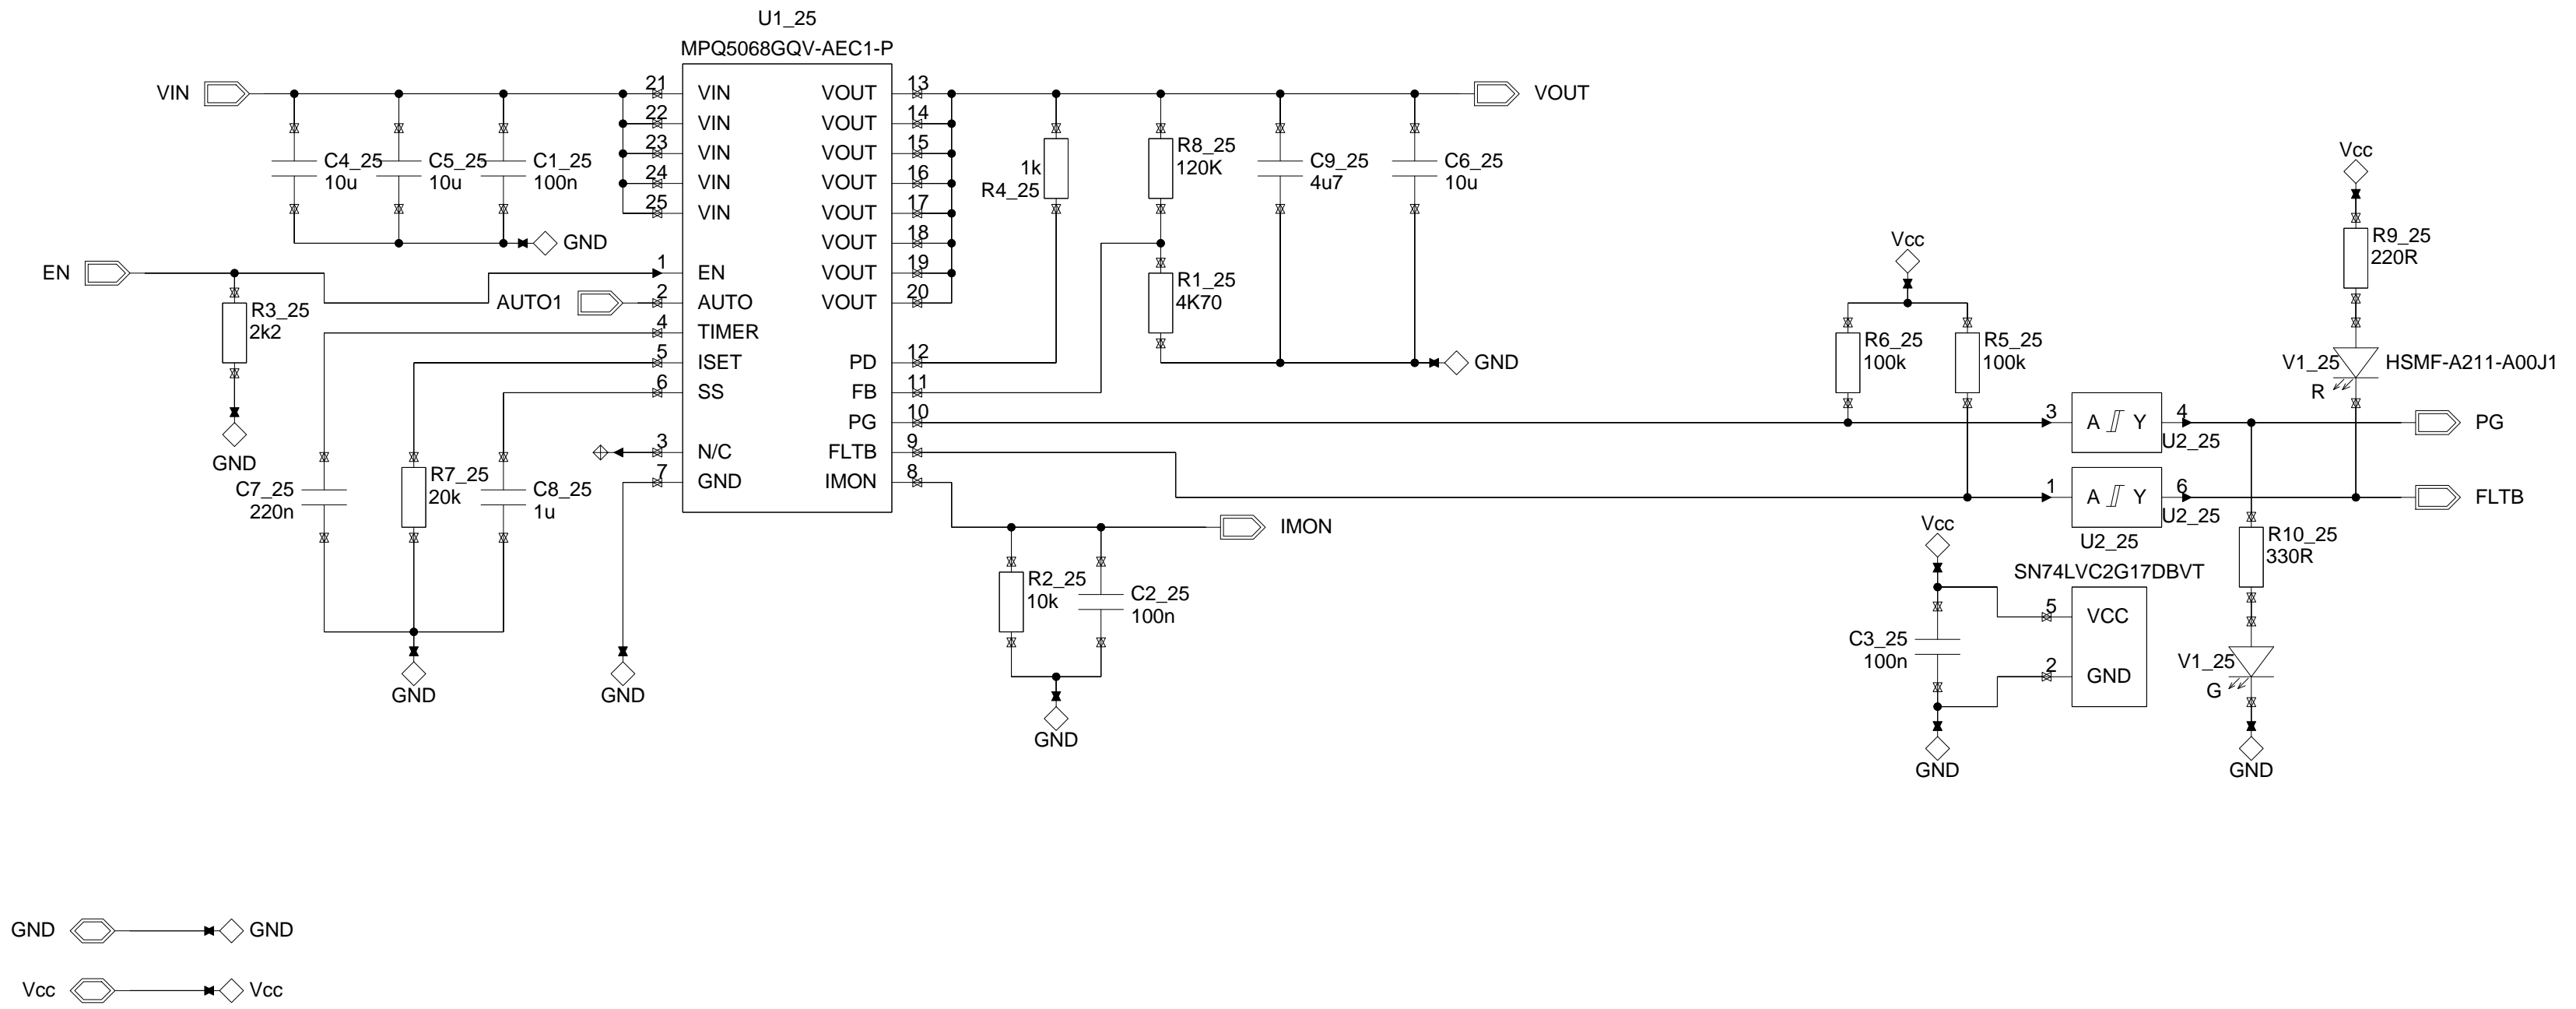 U1_25
MPQ5068GQV-AEC1-P
VIN
21
VIN
VOUT
13
VOUT
22
VIN
VOUT
14
23
VIN
VOUT
15
24
VIN
VOUT
16
25
VIN
VOUT
17
VOUT
18
1
EN
VOUT
19
2
AUTO
VOUT
20
4
TIMER
5
ISET
PD
12
6
SS
FB
11
PG
10
3
N/C
FLTB
9
7
GND
IMON
8
C4_25
10u
C5_25
10u
C1_25
100n
GND
EN
AUTO1
R3_25
2k2
GND
C7_25
220n
R7_25
20k
C8_25
1u
GND
GND
1k
R4_25
R8_25
120K
C9_25
4u7
C6_25
10u
R1_25
4K70
GND
IMON
R2_25
10k
C2_25
100n
GND
Vcc
R6_25
100k
R5_25
100k
Vcc
R9_25
220R
V1_25
HSMF-A211-A00J1
R
3
A
Y
4
U2_25
PG
1
A
Y
6
U2_25
FLTB
U2_25
SN74LVC2G17DBVT
Vcc
5
VCC
C3_25
100n
2
GND
GND
R10_25
330R
V1_25
G
GND
GND
GND
Vcc
Vcc